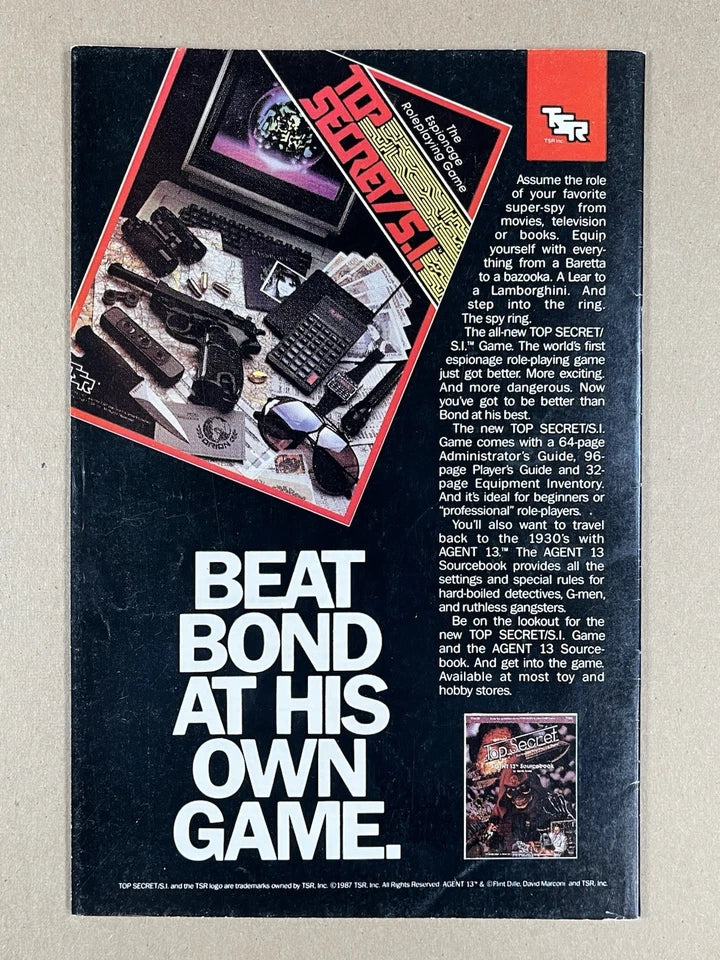 TOP
SECRET/S.I.
The
Espionage
Roleplaying Game
TSR
TSR Inc.
TSR
ORION
Assume the role
of your favorite
super-spy from
movies, television
or books. Equip
yourself with every-
thing from a Baretta
to a bazooka. A Lear to
a Lamborghini. And
step into the ring.
The spy ring.
The all-new TOP SECRET/
S.I.™ Game. The world's first
espionage role-playing game
just got better. More exciting.
And more dangerous. Now
you've got to be better than
Bond at his best.
The new TOP SECRET/S.I.
Game comes with a 64-page
Administrator's Guide, 96-
page Player's Guide and 32-
page Equipment Inventory.
And it's ideal for beginners or
"professional" role-players.
You'll also want to travel
back to the 1930's with
AGENT 13.™ The AGENT 13
Sourcebook provides all the
settings and special rules for
hard-boiled detectives, G-men,
and ruthless gangsters.
Be on the lookout for the
new TOP SECRET/S.I. Game
and the AGENT 13 Source-
book. And get into the game.
Available at most toy and
hobby stores.
BEAT
BOND
AT HIS
OWN
GAME.
Top Secret
AGENT 13™ Sourcebook
TOP SECRET/S.I. and the TSR logo are trademarks owned by TSR, Inc. ©1987 TSR, Inc. All Rights Reserved. AGENT 13™ & ©Flint Dille, David Marconi and TSR, Inc.